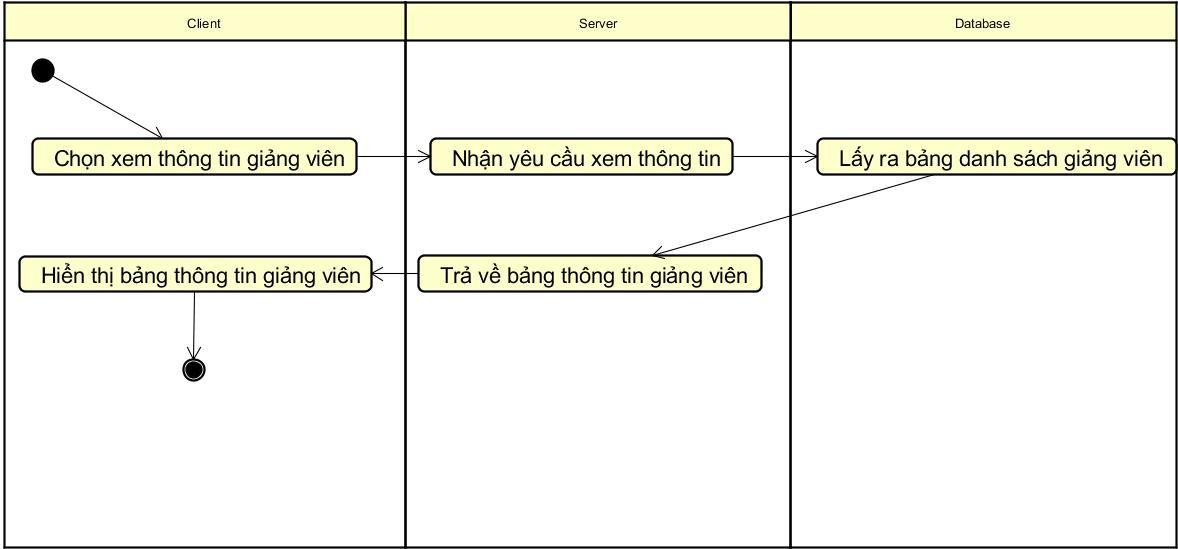 Client
Server
Database
Chọn xem thông tin giảng viên
Nhận yêu cầu xem thông tin
Lấy ra bảng danh sách giảng viên
Hiển thị bảng thông tin giảng viên
Trả về bảng thông tin giảng viên